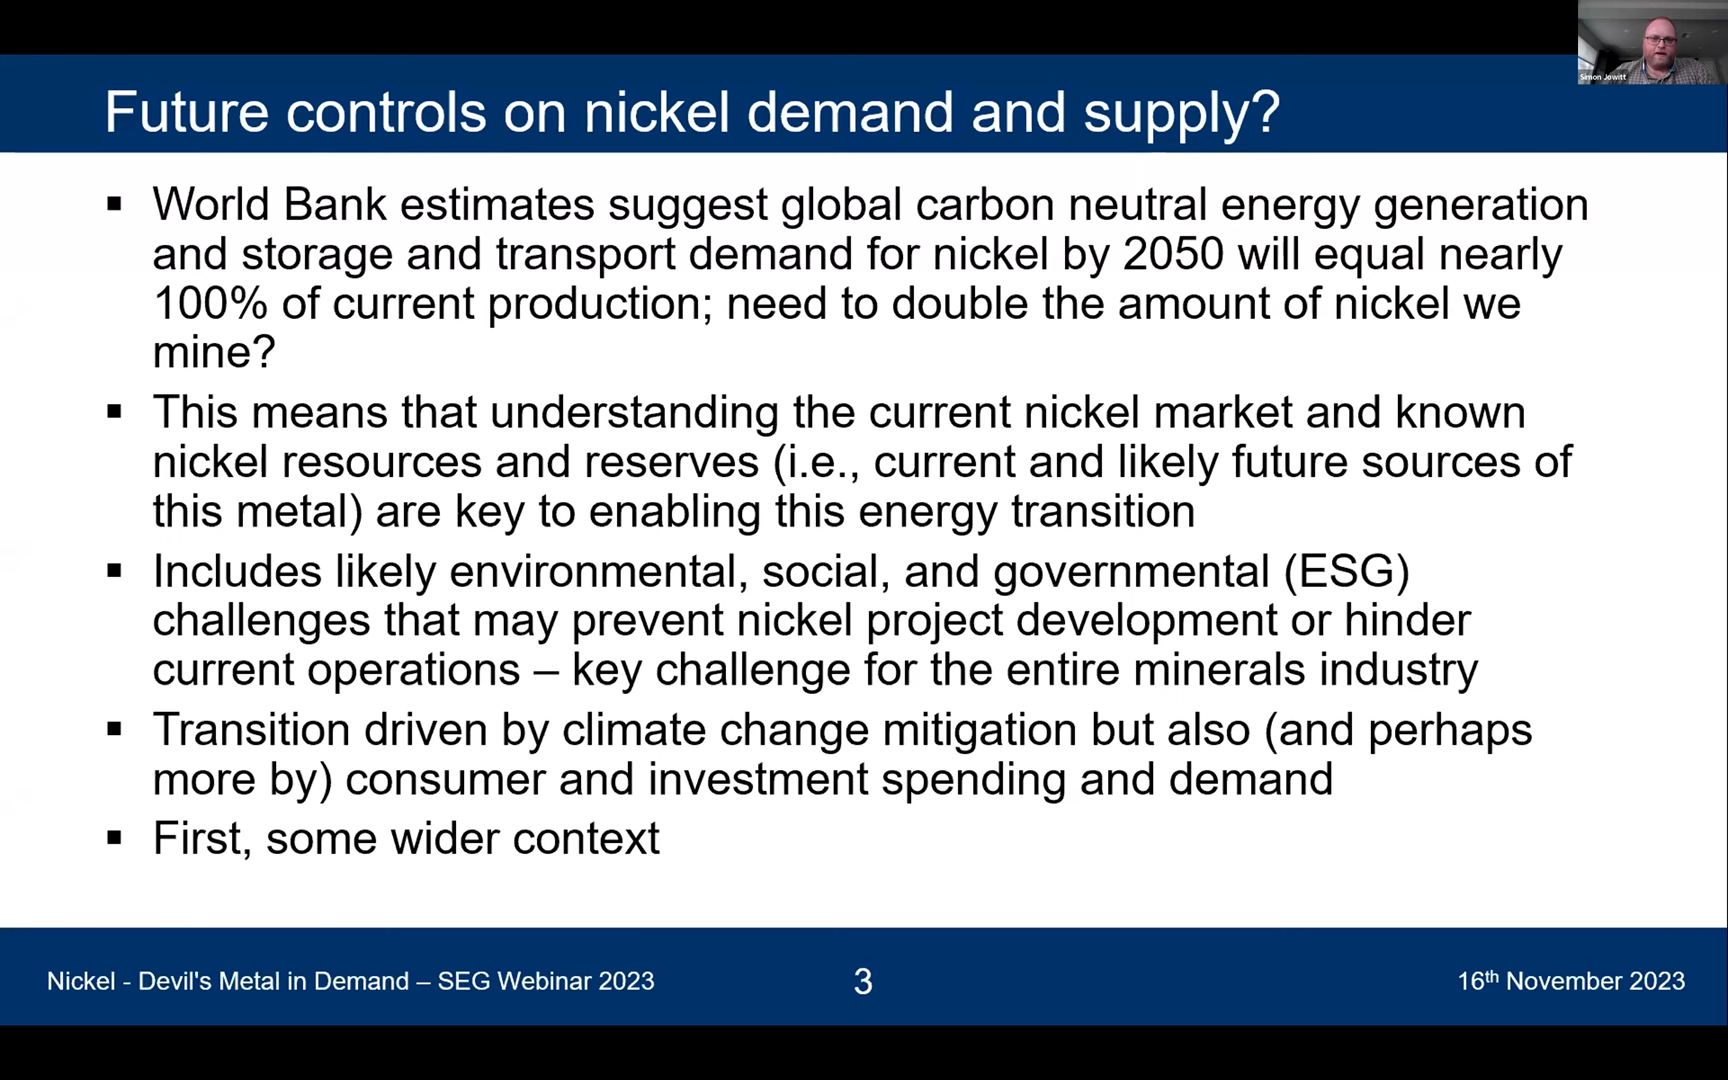 Simon Jowitt
Future controls on nickel demand and supply?
▪ World Bank estimates suggest global carbon neutral energy generation
and storage and transport demand for nickel by 2050 will equal nearly
100% of current production; need to double the amount of nickel we
mine?
▪ This means that understanding the current nickel market and known
nickel resources and reserves (i.e., current and likely future sources of
this metal) are key to enabling this energy transition
▪ Includes likely environmental, social, and governmental (ESG)
challenges that may prevent nickel project development or hinder
current operations – key challenge for the entire minerals industry
▪ Transition driven by climate change mitigation but also (and perhaps
more by) consumer and investment spending and demand
▪ First, some wider context
Nickel - Devil's Metal in Demand – SEG Webinar 2023
3
16th November 2023